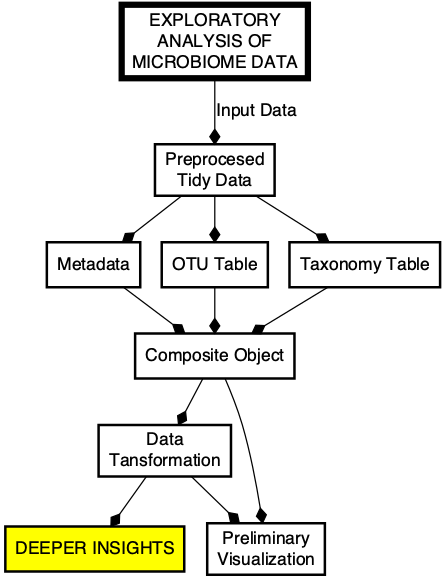 EXPLORATORY
ANALYSIS OF
MICROBIOME DATA
Input Data
Preprocesed
Tidy Data
Metadata
OTU Table
Taxonomy Table
Composite Object
Data
Tansformation
DEEPER INSIGHTS
Preliminary
Visualization